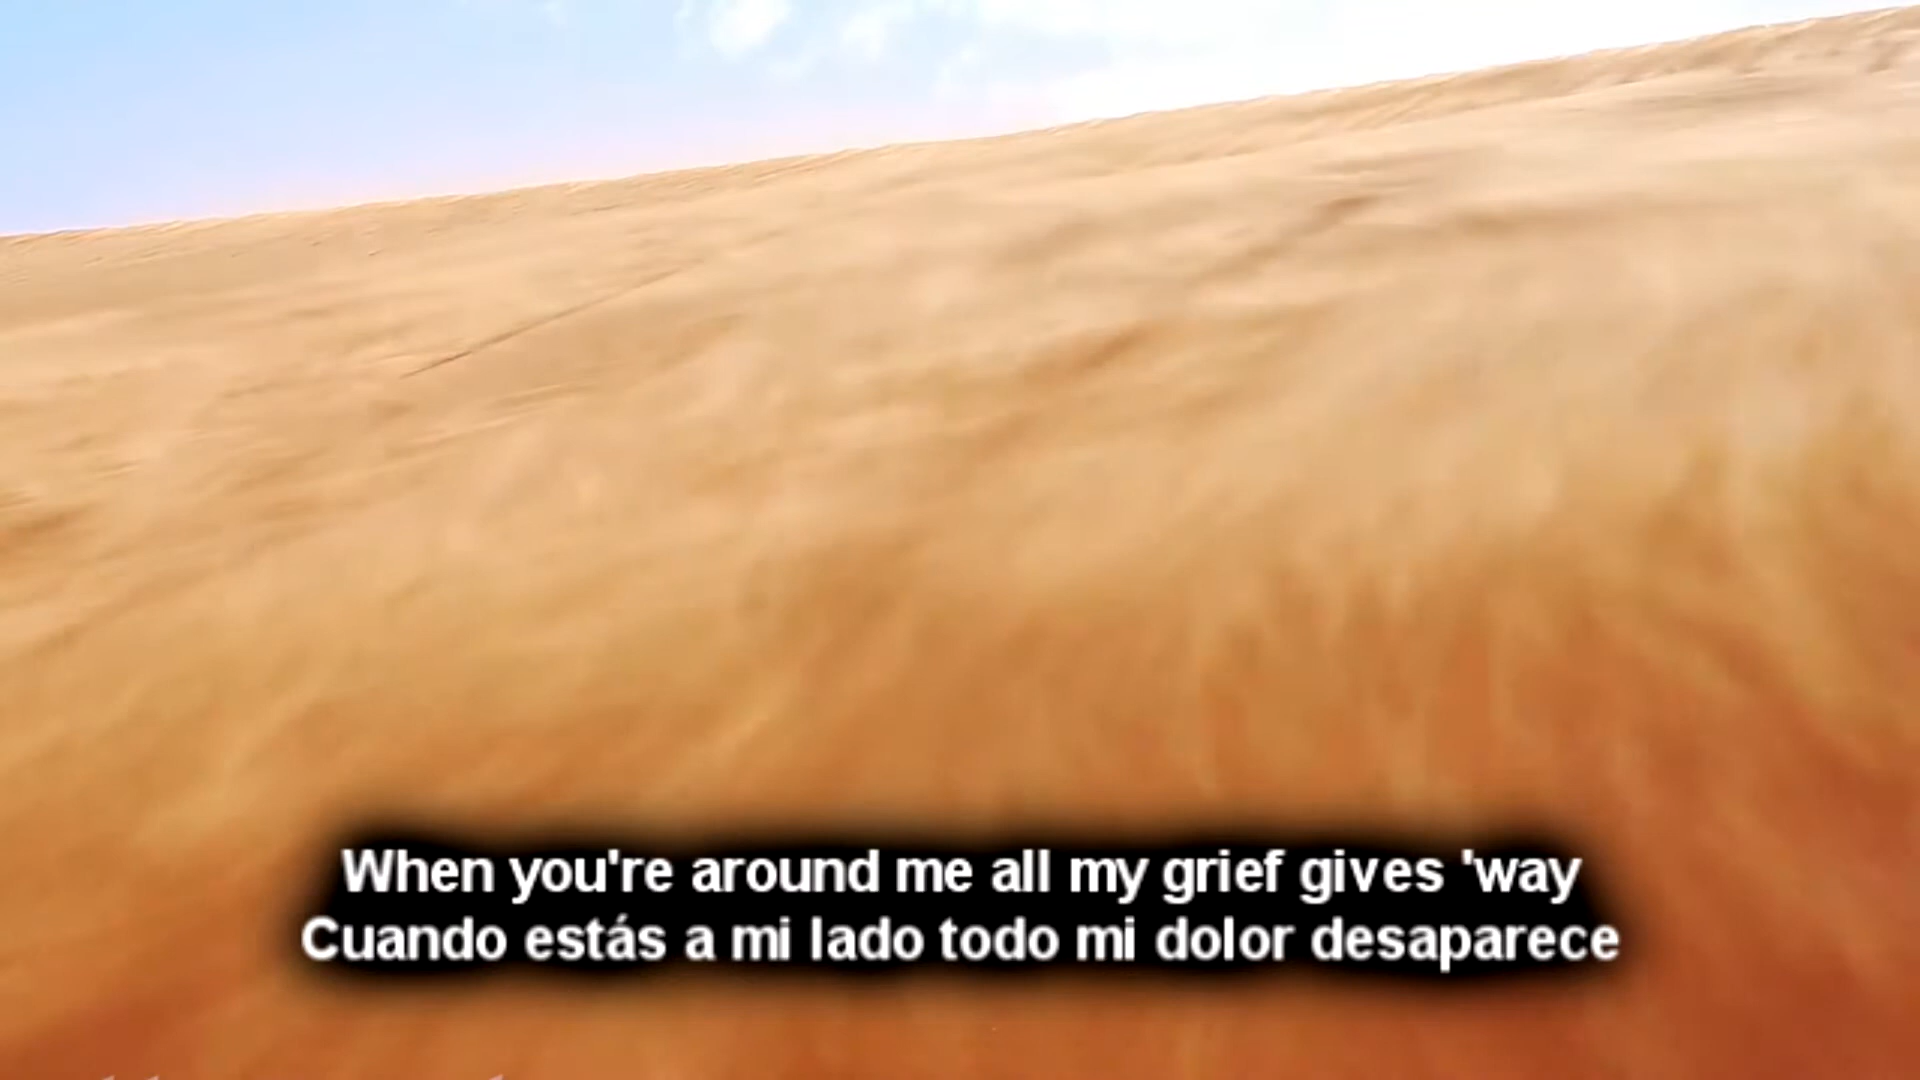 When you're around me all my grief gives 'way
Cuando estás a mi lado todo mi dolor desaparece